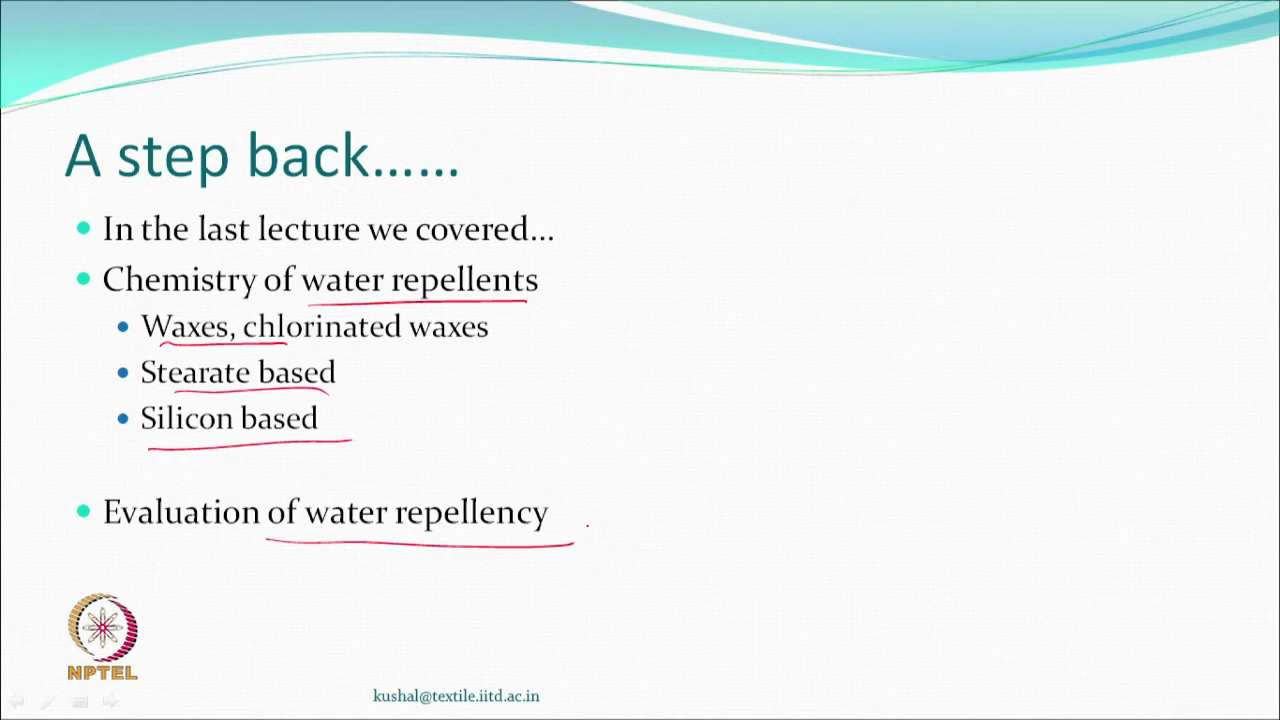 A step back……
In the last lecture we covered…
Chemistry of water repellents
Waxes, chlorinated waxes
Stearate based
Silicon based
Evaluation of water repellency
NPTEL
kushal@textile.iitd.ac.in